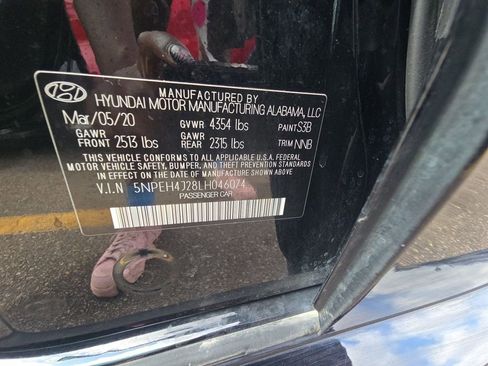 MANUFACTURED BY
HYUNDAI MOTOR MANUFACTURING ALABAMA, LLC
Mar/05/20 GVWR 4354 lbs PAINT S3B
GAWR FRONT 2513 lbs GAWR REAR 2315 lbs TRIM NNB
THIS VEHICLE CONFORMS TO ALL APPLICABLE U.S.A. FEDERAL
MOTOR VEHICLE SAFETY, BUMPER, AND THEFT PREVENTION STANDARDS
IN EFFECT ON THE DATE OF MANUFACTURE SHOWN ABOVE.
V.I.N 5NPEH4J28LH046074
PASSENGER CAR